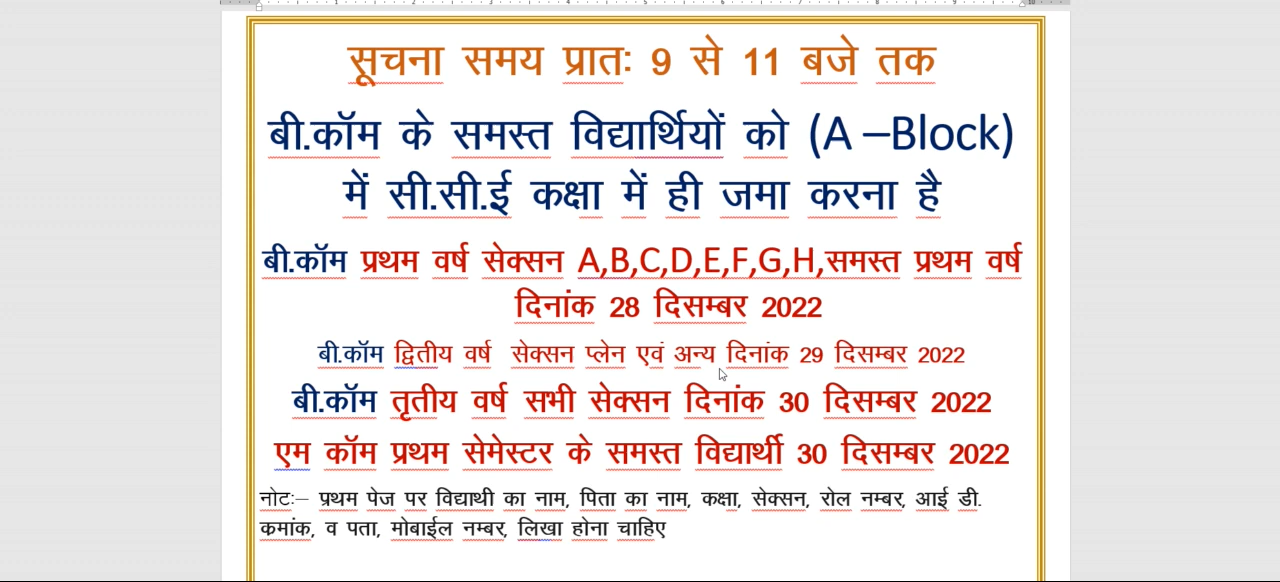 सूचना समय प्रातः 9 से 11 बजे तक
बी.कॉम के समस्त विद्यार्थियों को (A –Block)
में सी.सी.ई कक्षा में ही जमा करना है
बी.कॉम प्रथम वर्ष सेक्सन A,B,C,D,E,F,G,H,समस्त प्रथम वर्ष
दिनांक 28 दिसम्बर 2022
बी.कॉम द्वितीय वर्ष सेक्सन प्लेन एवं अन्य दिनांक 29 दिसम्बर 2022
बी.कॉम तृतीय वर्ष सभी सेक्सन दिनांक 30 दिसम्बर 2022
एम कॉम प्रथम सेमेस्टर के समस्त विद्यार्थी 30 दिसम्बर 2022
नोटः– प्रथम पेज पर विद्याथी का नाम, पिता का नाम, कक्षा, सेक्सन, रोल नम्बर, आई डी.
कमांक, व पता, मोबाईल नम्बर, लिखा होना चाहिए